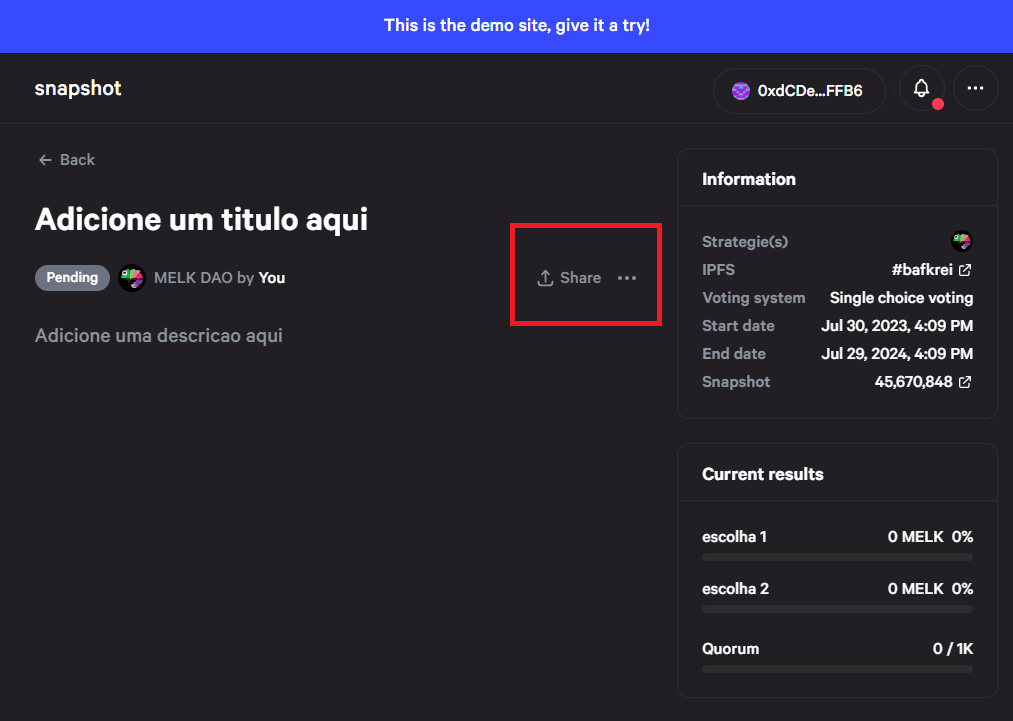 This is the demo site, give it a try!
snapshot
0xdCDe...FFB6
Back
Adicione um titulo aqui
Pending MELK DAO by You
Share
Adicione uma descricao aqui
Information
Strategie(s)
IPFS #bafkrei
Voting system Single choice voting
Start date Jul 30, 2023, 4:09 PM
End date Jul 29, 2024, 4:09 PM
Snapshot 45,670,848
Current results
escolha 1 0 MELK 0%
escolha 2 0 MELK 0%
Quorum 0 / 1K